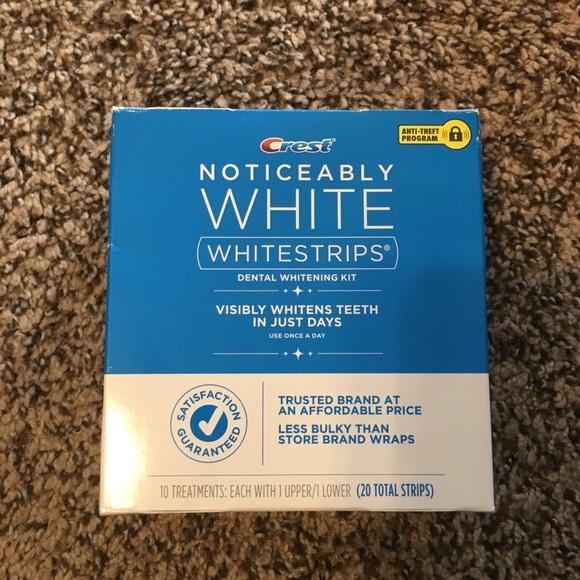 Crest®
ANTI-THEFT
PROGRAM
NOTICEABLY
WHITE
WHITESTRIPS®
DENTAL WHITENING KIT
VISIBLY WHITENS TEETH
IN JUST DAYS
USE ONCE A DAY
SATISFACTION
GUARANTEED
TRUSTED BRAND AT
AN AFFORDABLE PRICE
LESS BULKY THAN
STORE BRAND WRAPS
10 TREATMENTS: EACH WITH 1 UPPER/1 LOWER (20 TOTAL STRIPS)